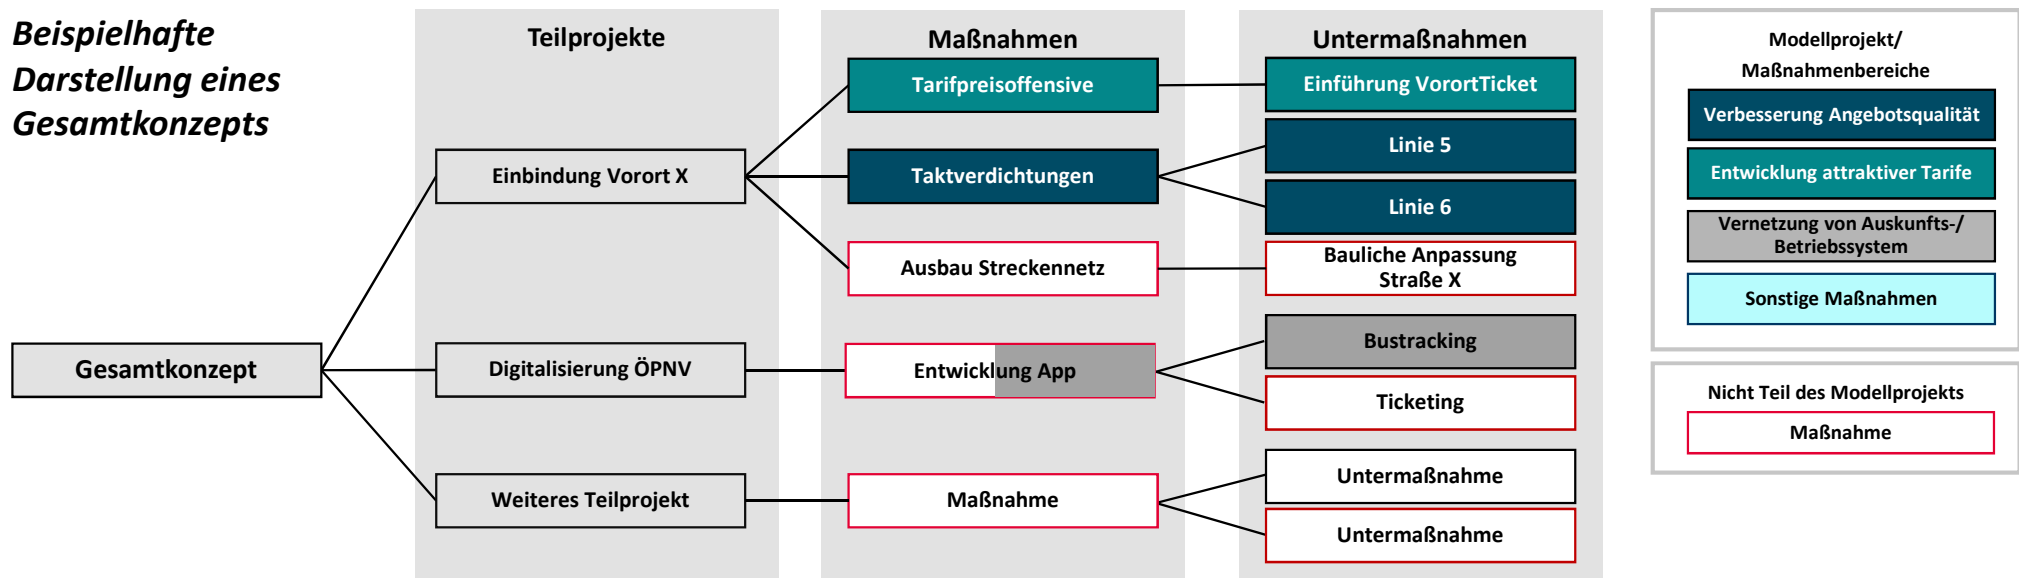 Beispielhafte
Darstellung eines
Gesamtkonzepts
Gesamtkonzept
Teilprojekte
Einbindung Vorort X
Digitalisierung ÖPNV
Weiteres Teilprojekt
Maßnahmen
Tarifpreisoffensive
Taktverdichtungen
Ausbau Streckennetz
Entwicklung App
Maßnahme
Untermaßnahmen
Einführung VorortTicket
Linie 5
Linie 6
Bauliche Anpassung
Straße X
Bustracking
Ticketing
Untermaßnahme
Untermaßnahme
Modellprojekt/
Maßnahmenbereiche
Verbesserung Angebotsqualität
Entwicklung attraktiver Tarife
Vernetzung von Auskunfts-/
Betriebssystem
Sonstige Maßnahmen
Nicht Teil des Modellprojekts
Maßnahme